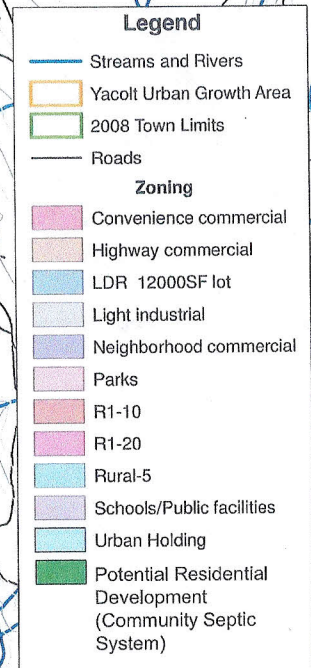 Legend
Streams and Rivers
Yacolt Urban Growth Area
2008 Town Limits
Roads
Zoning
Convenience commercial
Highway commercial
LDR 12000SF lot
Light industrial
Neighborhood commercial
Parks
R1-10
R1-20
Rural-5
Schools/Public facilities
Urban Holding
Potential Residential
Development
(Community Septic
System)